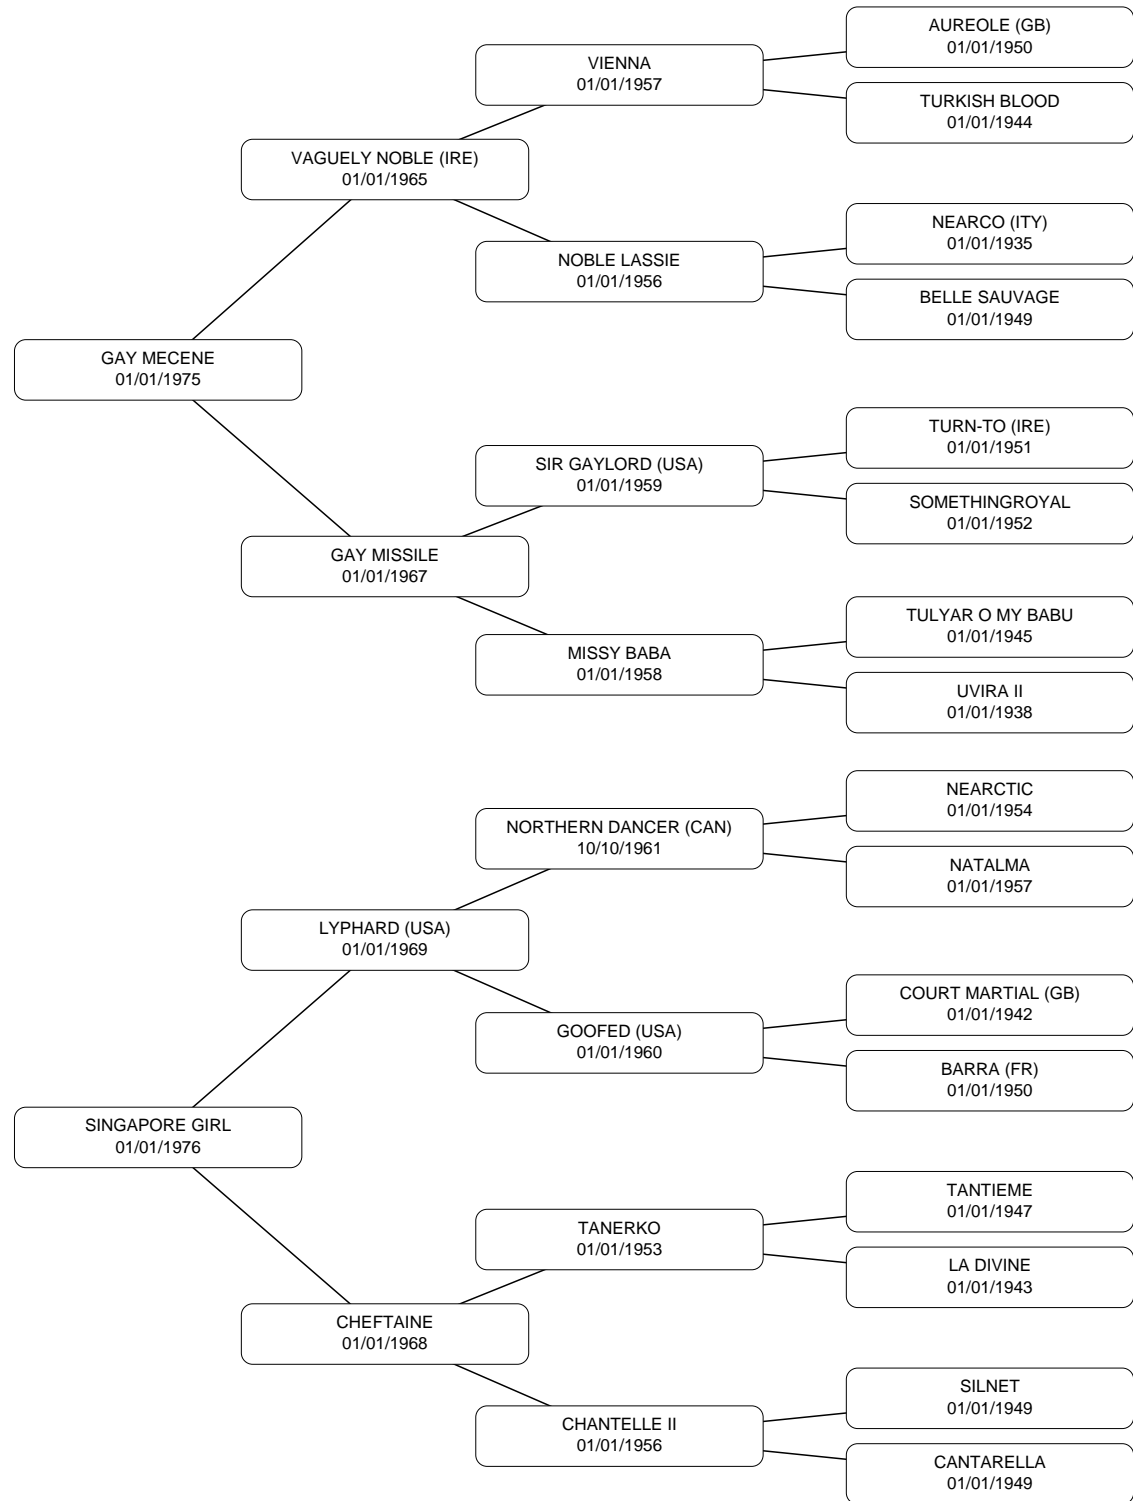 AUREOLE (GB)
01/01/1950
VIENNA
01/01/1957
TURKISH BLOOD
01/01/1944
VAGUELY NOBLE (IRE)
01/01/1965
NEARCO (ITY)
01/01/1935
NOBLE LASSIE
01/01/1956
BELLE SAUVAGE
01/01/1949
GAY MECENE
01/01/1975
TURN-TO (IRE)
01/01/1951
SIR GAYLORD (USA)
01/01/1959
SOMETHINGROYAL
01/01/1952
GAY MISSILE
01/01/1967
TULYAR O MY BABU
01/01/1945
MISSY BABA
01/01/1958
UVIRA II
01/01/1938
NEARCTIC
01/01/1954
NORTHERN DANCER (CAN)
10/10/1961
NATALMA
01/01/1957
LYPHARD (USA)
01/01/1969
COURT MARTIAL (GB)
01/01/1942
GOOFED (USA)
01/01/1960
BARRA (FR)
01/01/1950
SINGAPORE GIRL
01/01/1976
TANTIEME
01/01/1947
TANERKO
01/01/1953
LA DIVINE
01/01/1943
CHEFTAINE
01/01/1968
SILNET
01/01/1949
CHANTELLE II
01/01/1956
CANTARELLA
01/01/1949